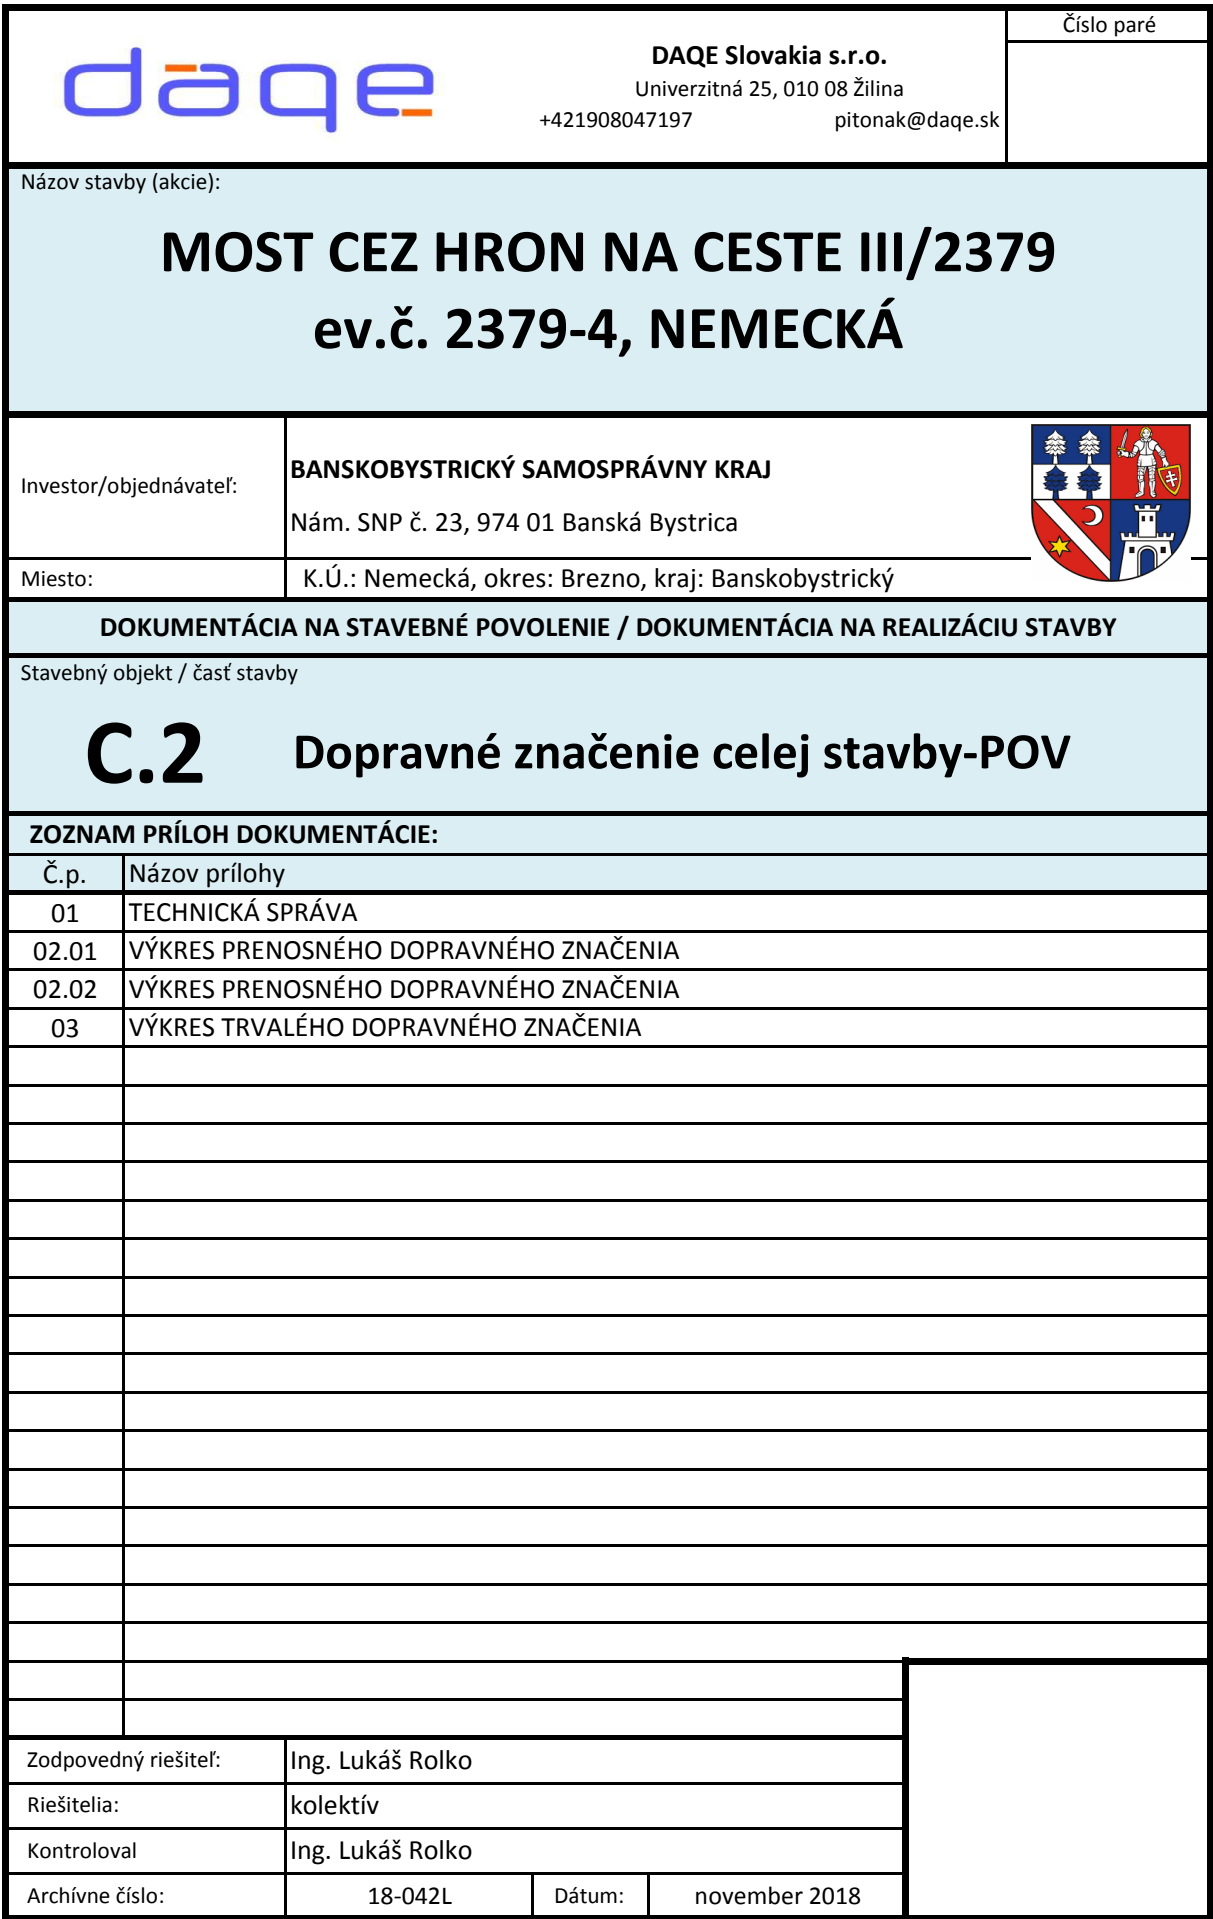 daqe
DAQE Slovakia s.r.o.
Univerzitná 25, 010 08 Žilina
+421908047197 pitonak@daqe.sk
Číslo paré
Názov stavby (akcie):
MOST CEZ HRON NA CESTE III/2379
ev.č. 2379-4, NEMECKÁ
Investor/objednávateľ:
BANSKOBYSTRICKÝ SAMOSPRÁVNY KRAJ
Nám. SNP č. 23, 974 01 Banská Bystrica
Miesto: K.Ú.: Nemecká, okres: Brezno, kraj: Banskobystrický
DOKUMENTÁCIA NA STAVEBNÉ POVOLENIE / DOKUMENTÁCIA NA REALIZÁCIU STAVBY
Stavebný objekt / časť stavby
C.2 Dopravné značenie celej stavby-POV
ZOZNAM PRÍLOH DOKUMENTÁCIE:
Č.p. Názov prílohy
01 TECHNICKÁ SPRÁVA
02.01 VÝKRES PRENOSNÉHO DOPRAVNÉHO ZNAČENIA
02.02 VÝKRES PRENOSNÉHO DOPRAVNÉHO ZNAČENIA
03 VÝKRES TRVALÉHO DOPRAVNÉHO ZNAČENIA
Zodpovedný riešiteľ: Ing. Lukáš Rolko
Riešitelia: kolektív
Kontroloval Ing. Lukáš Rolko
Archívne číslo: 18-042L Dátum: november 2018